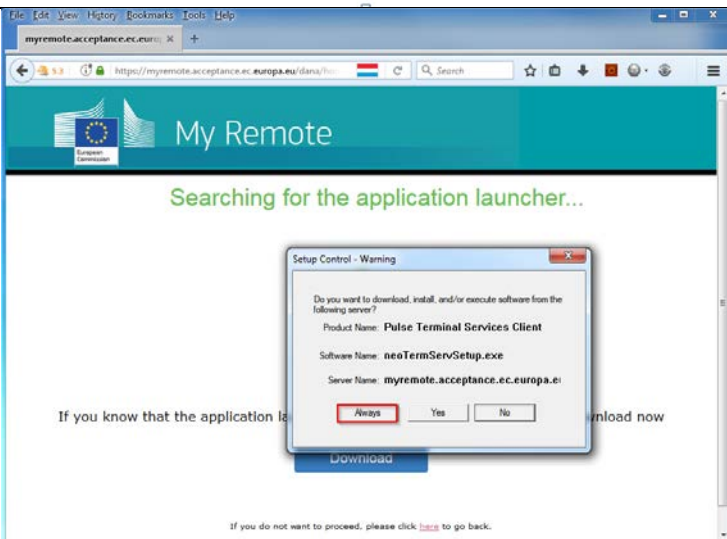 File Edit View History Bookmarks Tools Help
myremote.acceptance.ec.euro
https://myremote.acceptance.ec.europa.eu/dana/ho
Search
European
Commission
My Remote
Searching for the application launcher...
Setup Control - Warning
Do you want to download, install, and/or execute software from the
following server?
Product Name: Pulse Terminal Services Client
Software Name: neoTermServSetup.exe
Server Name: myremote.acceptance.ec.europa.e
Always Yes No
If you know that the application la
nload now
Download
If you do not want to proceed, please click here to go back.